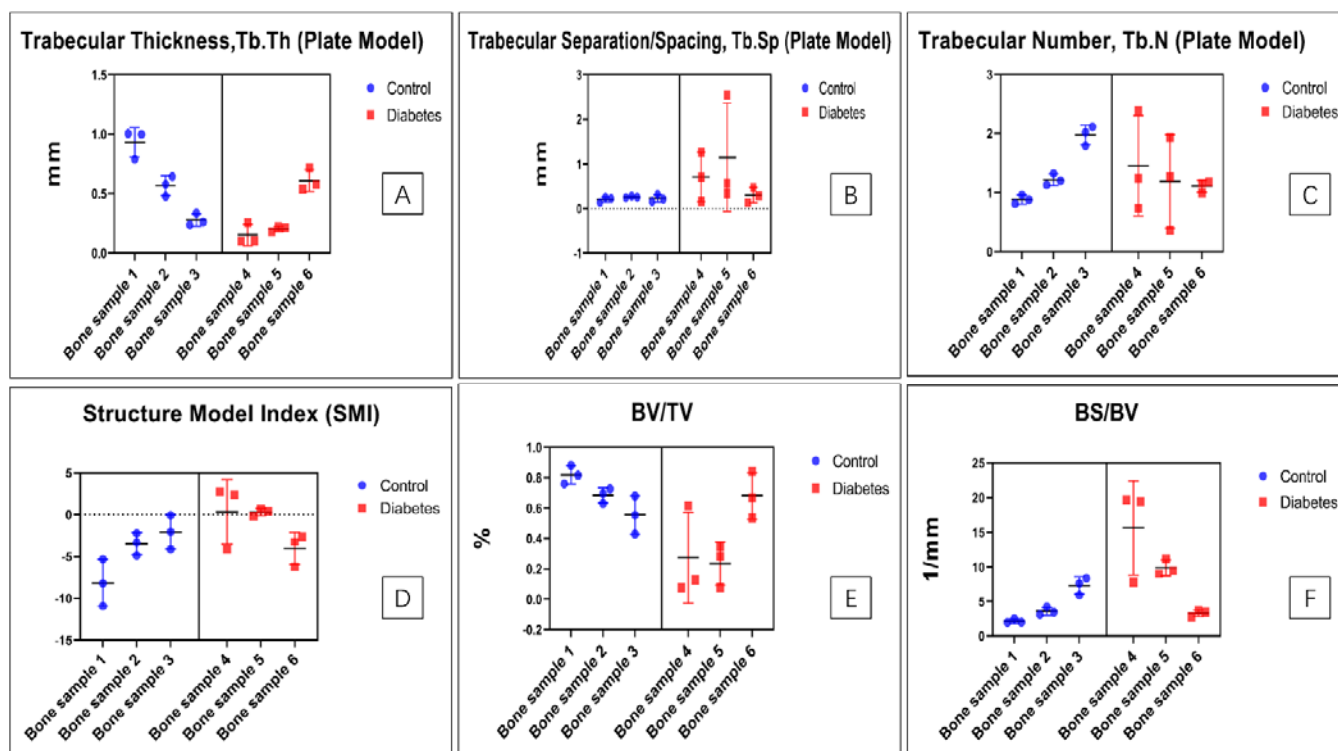 Trabecular Thickness,Tb.Th (Plate Model)
1.5
1.0
0.5
0.0
mm
Control
Diabetes
A
Bone sample 1
Bone sample 2
Bone sample 3
Bone sample 4
Bone sample 5
Bone sample 6
Trabecular Separation/Spacing, Tb.Sp (Plate Model)
3
2
1
0
-1
mm
Control
Diabetes
B
Bone sample 1
Bone sample 2
Bone sample 3
Bone sample 4
Bone sample 5
Bone sample 6
Trabecular Number, Tb.N (Plate Model)
3
2
1
0
Control
Diabetes
C
Bone sample 1
Bone sample 2
Bone sample 3
Bone sample 4
Bone sample 5
Bone sample 6
Structure Model Index (SMI)
5
0
-5
-10
-15
Control
Diabetes
D
Bone sample 1
Bone sample 2
Bone sample 3
Bone sample 4
Bone sample 5
Bone sample 6
BV/TV
1.0
0.8
0.6
0.4
0.2
0.0
-0.2
%
Control
Diabetes
E
Bone sample 1
Bone sample 2
Bone sample 3
Bone sample 4
Bone sample 5
Bone sample 6
BS/BV
25
20
15
10
5
0
1/mm
Control
Diabetes
F
Bone sample 1
Bone sample 2
Bone sample 3
Bone sample 4
Bone sample 5
Bone sample 6